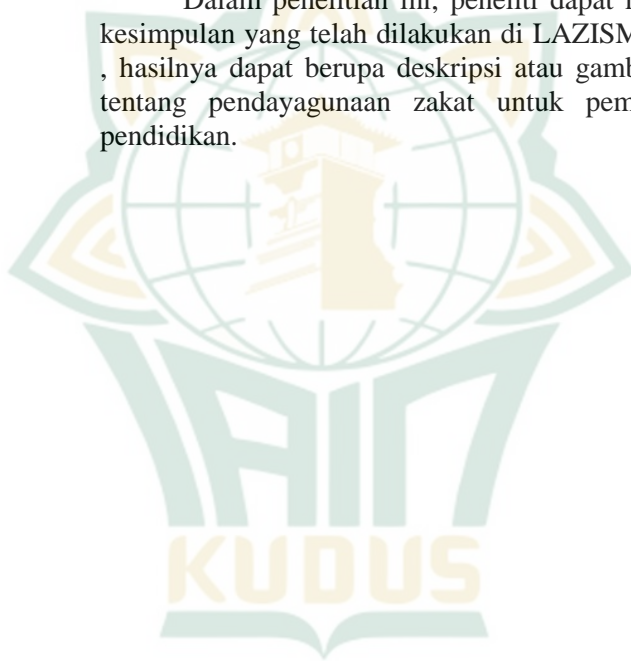 Dalam penelitian ini, peneliti dapat
kesimpulan yang telah dilakukan di LAZISM
, hasilnya dapat berupa deskripsi atau gamb
tentang pendayagunaan zakat untuk pem
pendidikan.
IAIN
KUDUS